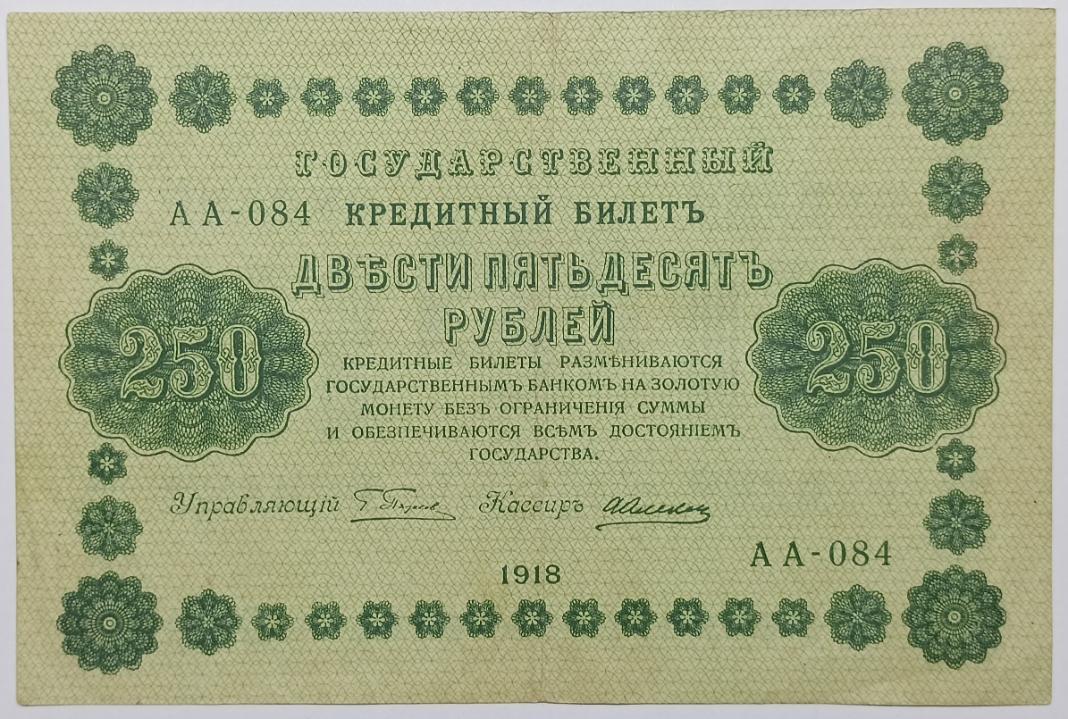 ГОСУДАРСТВЕННЫЙ
АА-084 КРЕДИТНЫЙ БИЛЕТЪ
ДВѢСТИ ПЯТЬДЕСЯТЪ
РУБЛЕЙ
250
250
КРЕДИТНЫЕ БИЛЕТЫ РАЗМѢНИВАЮТСЯ
ГОСУДАРСТВЕННЫМЪ БАНКОМЪ НА ЗОЛОТУЮ
МОНЕТУ БЕЗЪ ОГРАНИЧЕНІЯ СУММЫ
И ОБЕЗПЕЧИВАЮТСЯ ВСѢМЪ ДОСТОЯНІЕМЪ
ГОСУДАРСТВА.
Управляющій Кассиръ
АА-084
1918